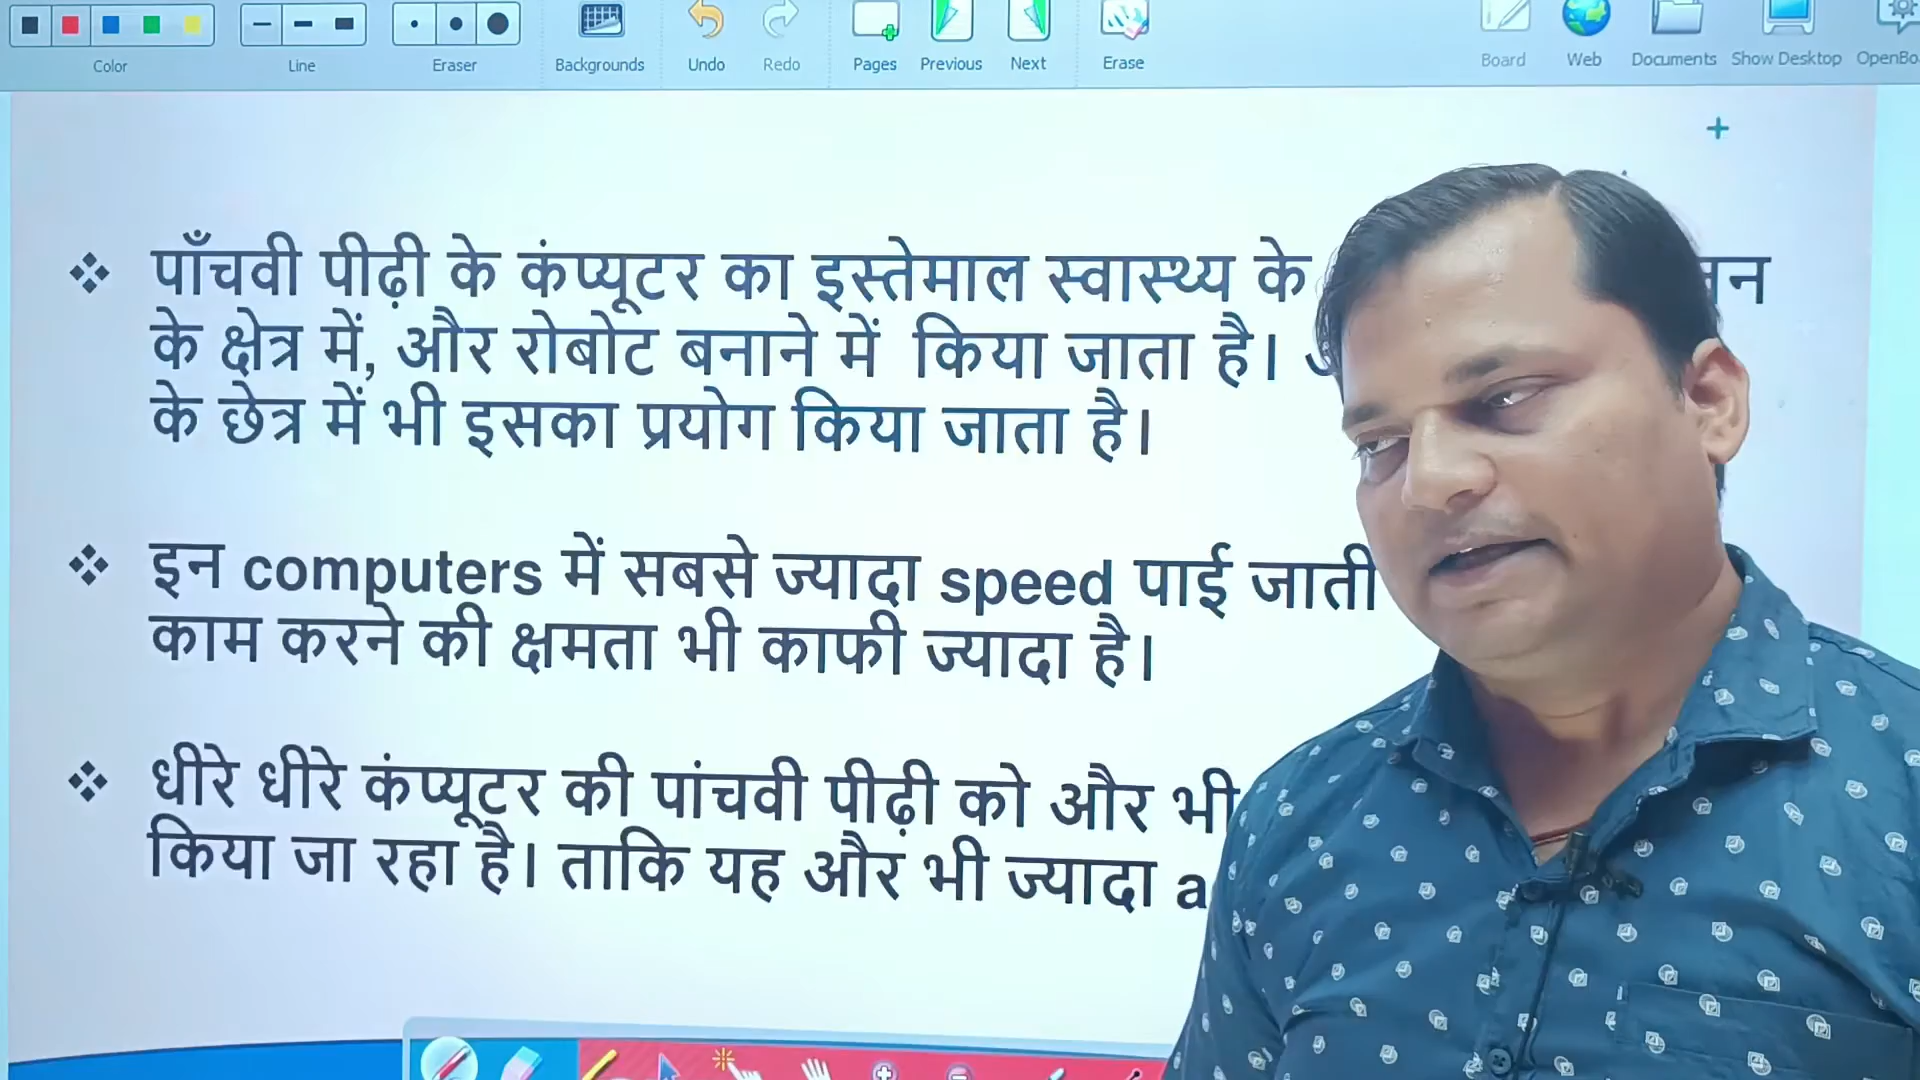 Color Line Eraser Backgrounds Undo Redo Pages Previous Next Erase Board Web Documents Show Desktop
पाँचवी पीढ़ी के कंप्यूटर का इस्तेमाल स्वास्थ्य के
के क्षेत्र में, और रोबोट बनाने में किया जाता है।
के छेत्र में भी इसका प्रयोग किया जाता है।
इन computers में सबसे ज्यादा speed पाई जाती
काम करने की क्षमता भी काफी ज्यादा है।
धीरे धीरे कंप्यूटर की पांचवी पीढ़ी को और भी
किया जा रहा है। ताकि यह और भी ज्यादा